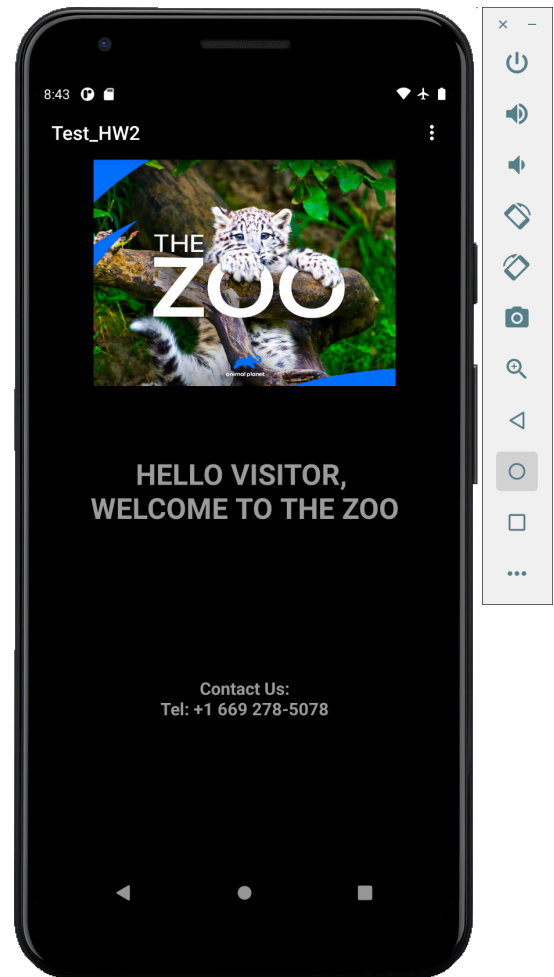 8:43
Test_HW2
THE
ZOO
animal planet
HELLO VISITOR,
WELCOME TO THE ZOO
Contact Us:
Tel: +1 669 278-5078